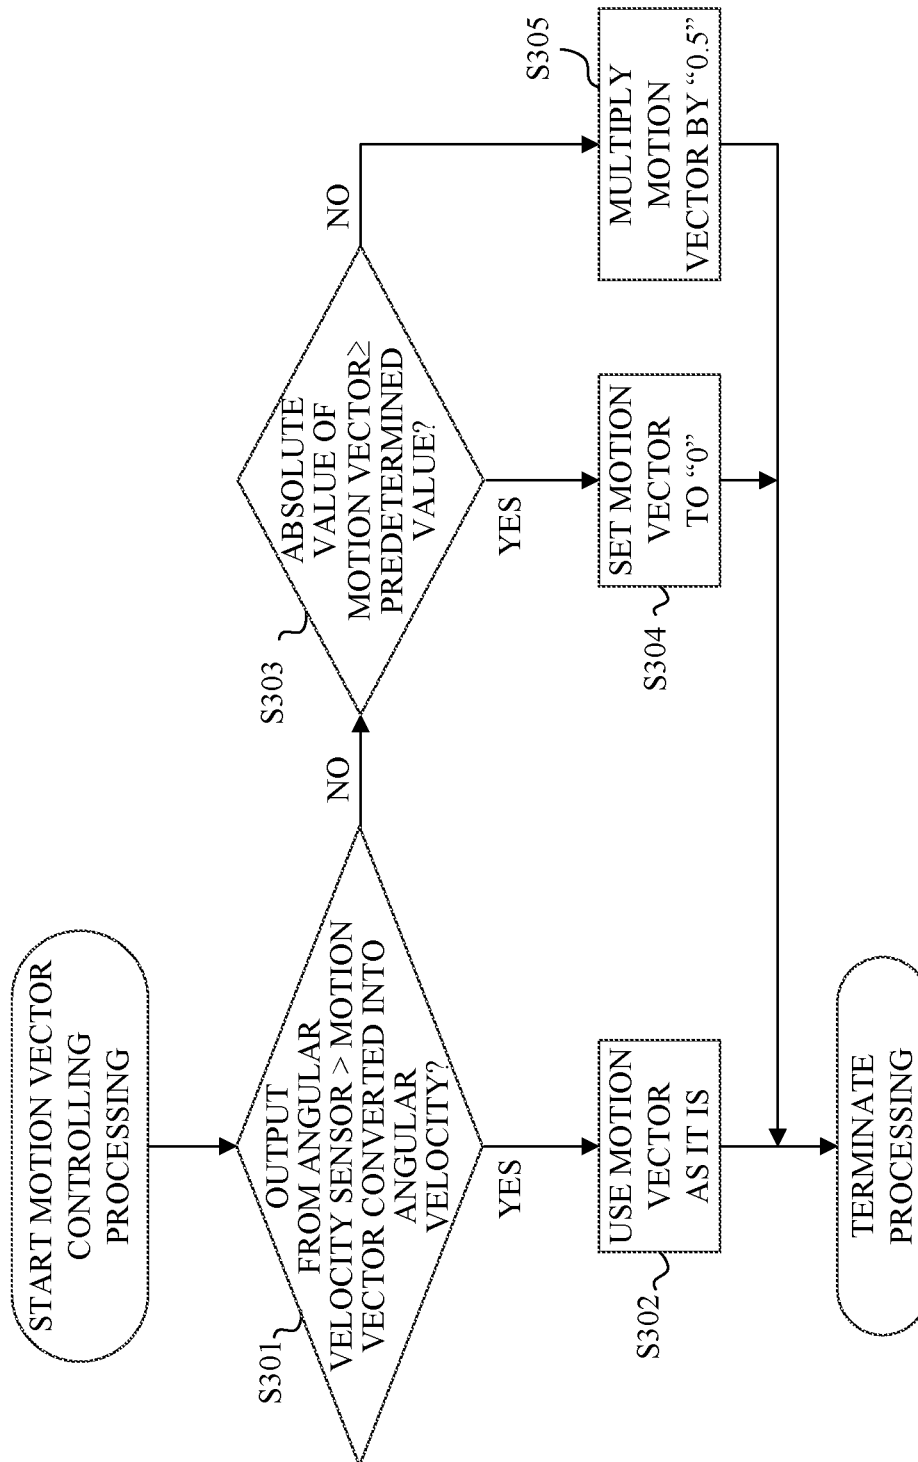 START MOTION VECTOR
CONTROLLING
PROCESSING
S301
OUTPUT
FROM ANGULAR
VELOCITY SENSOR > MOTION
VECTOR CONVERTED INTO
ANGULAR
VELOCITY?
NO
YES
S302
USE MOTION
VECTOR
AS IT IS
S303
ABSOLUTE
VALUE OF
MOTION VECTOR≥
PREDETERMINED
VALUE?
NO
YES
S304
SET MOTION
VECTOR
TO “0”
S305
MULTIPLY
MOTION
VECTOR BY “0.5”
TERMINATE
PROCESSING